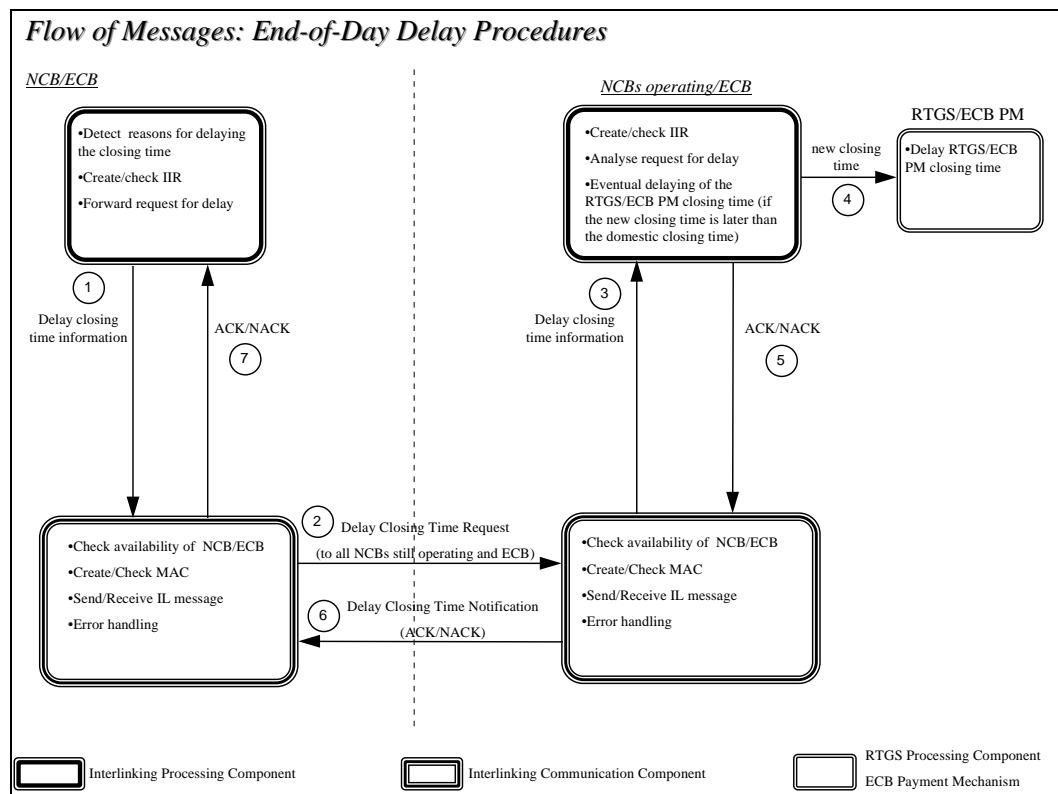 Flow of Messages: End-of-Day Delay Procedures
NCB/ECB
NCBs operating/ECB
RTGS/ECB PM
•Detect reasons for delaying
the closing time
•Create/check IIR
•Forward request for delay
•Create/check IIR
•Analyse request for delay
•Eventual delaying of the
RTGS/ECB PM closing time (if
the new closing time is later than
the domestic closing time)
new closing
time
4
•Delay RTGS/ECB
PM closing time
1
Delay closing
time information
ACK/NACK
7
3
Delay closing
time information
ACK/NACK
5
•Check availability of NCB/ECB
•Create/Check MAC
•Send/Receive IL message
•Error handling
2
Delay Closing Time Request
(to all NCBs still operating and ECB)
6
Delay Closing Time Notification
(ACK/NACK)
•Check availability of NCB/ECB
•Create/Check MAC
•Send/Receive IL message
•Error handling
Interlinking Processing Component
Interlinking Communication Component
RTGS Processing Component
ECB Payment Mechanism